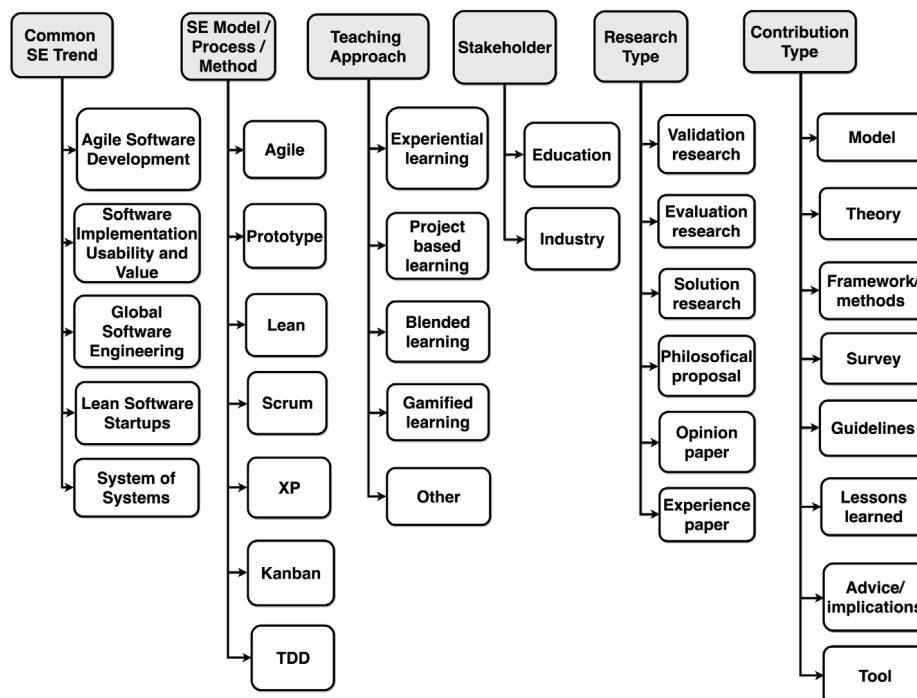 Common
SE Trend
Agile Software
Development
Software
Implementation
Usability and
Value
Global
Software
Engineering
Lean Software
Startups
System of
Systems
SE Model /
Process /
Method
Agile
Prototype
Lean
Scrum
XP
Kanban
TDD
Teaching
Approach
Experiential
learning
Project
based
learning
Blended
learning
Gamified
learning
Other
Stakeholder
Education
Industry
Research
Type
Validation
research
Evaluation
research
Solution
research
Philosofical
proposal
Opinion
paper
Experience
paper
Contribution
Type
Model
Theory
Framework/
methods
Survey
Guidelines
Lessons
learned
Advice/
implications
Tool